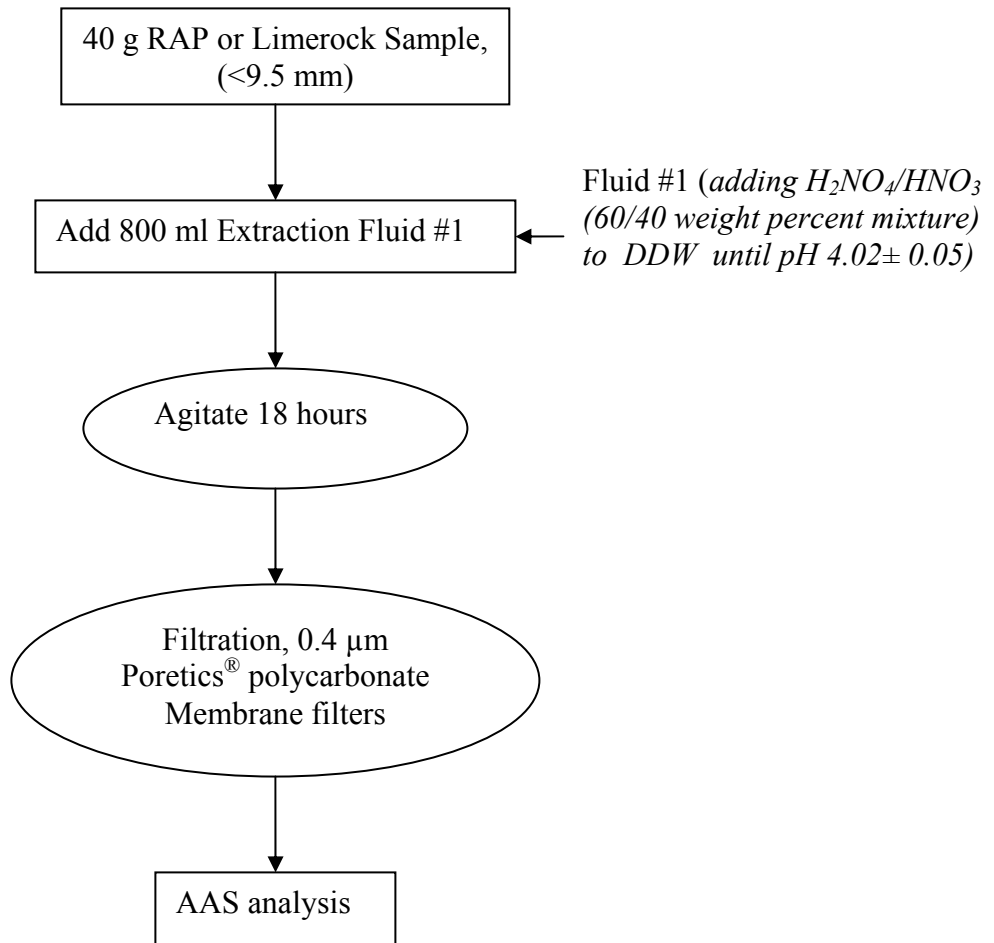 40 g RAP or Limerock Sample,
(<9.5 mm)
Add 800 ml Extraction Fluid #1
Fluid #1 (adding H₂NO₄/HNO₃
(60/40 weight percent mixture)
to DDW until pH 4.02± 0.05)
Agitate 18 hours
Filtration, 0.4 µm
Poretics® polycarbonate
Membrane filters
AAS analysis